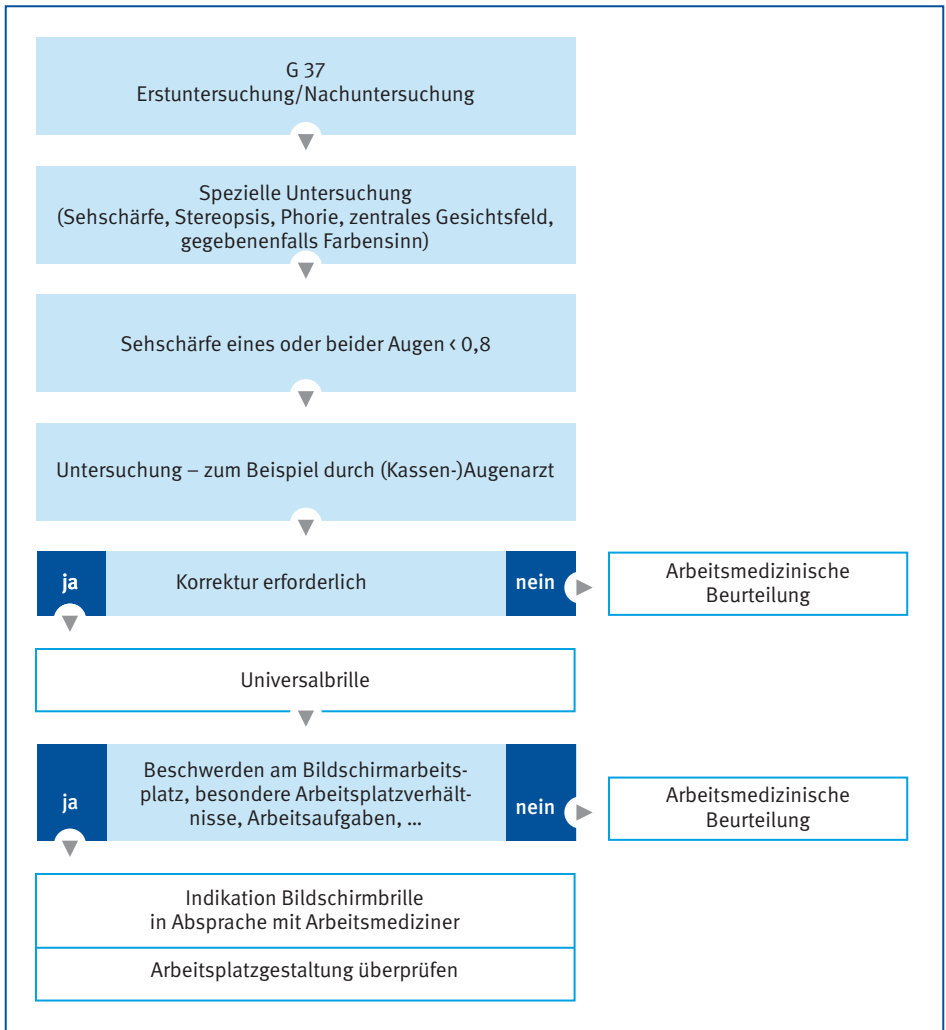 G 37
Erstuntersuchung/Nachuntersuchung
Spezielle Untersuchung
(Sehschärfe, Stereopsis, Phorie, zentrales Gesichtsfeld,
gegebenenfalls Farbensinn)
Sehschärfe eines oder beider Augen < 0,8
Untersuchung – zum Beispiel durch (Kassen-)Augenarzt
ja
Korrektur erforderlich
nein
Arbeitsmedizinische
Beurteilung
Universalbrille
ja
Beschwerden am Bildschirmarbeits-
platz, besondere Arbeitsplatzverhält-
nisse, Arbeitsaufgaben, ...
nein
Arbeitsmedizinische
Beurteilung
Indikation Bildschirmbrille
in Absprache mit Arbeitsmediziner
Arbeitsplatzgestaltung überprüfen